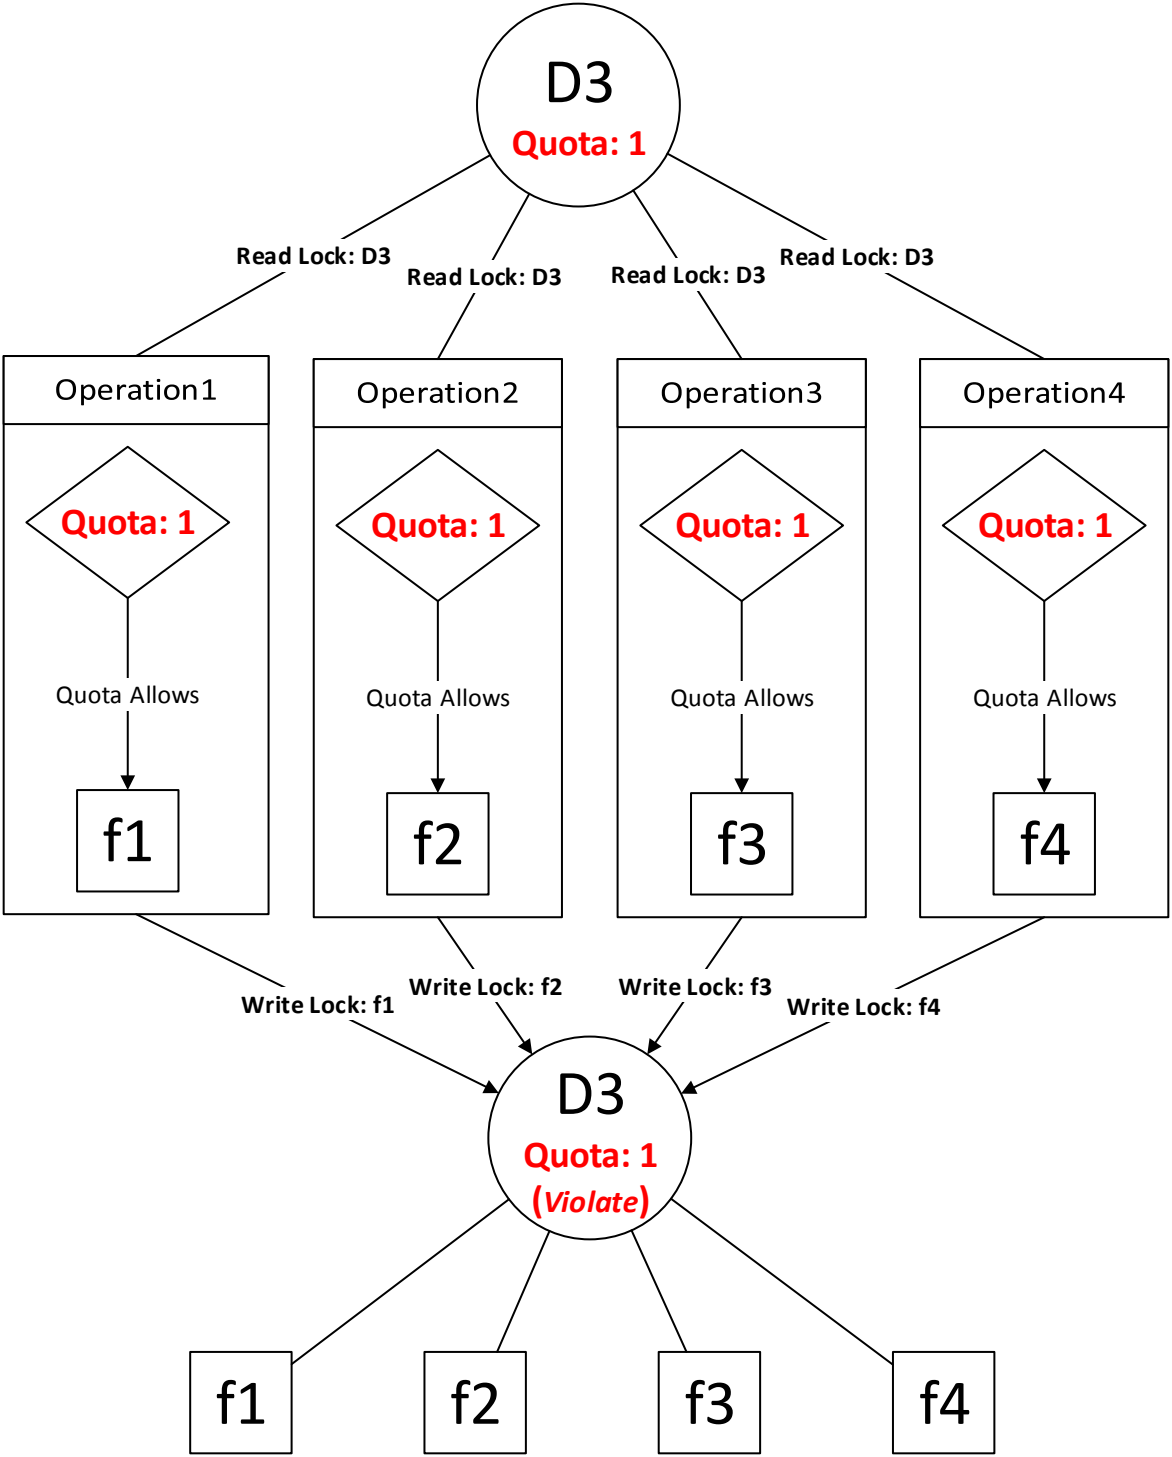 D3
Quota: 1
Read Lock: D3
Read Lock: D3
Read Lock: D3
Read Lock: D3
Operation1
Operation2
Operation3
Operation4
Quota: 1
Quota: 1
Quota: 1
Quota: 1
Quota Allows
Quota Allows
Quota Allows
Quota Allows
f1
f2
f3
f4
Write Lock: f1
Write Lock: f2
Write Lock: f3
Write Lock: f4
D3
Quota: 1
(Violate)
f1
f2
f3
f4